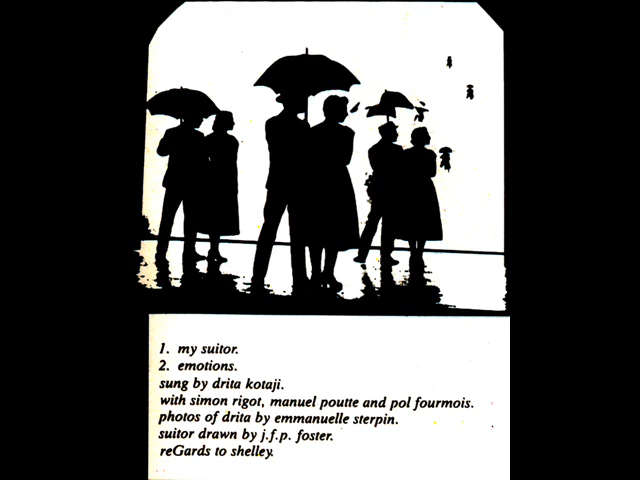 1. my suitor.
2. emotions.
sung by drita kotaji.
with simon rigot, manuel poutte and pol fourmois.
photos of drita by emmanuelle sterpin.
suitor drawn by j.f.p. foster.
reGards to shelley.